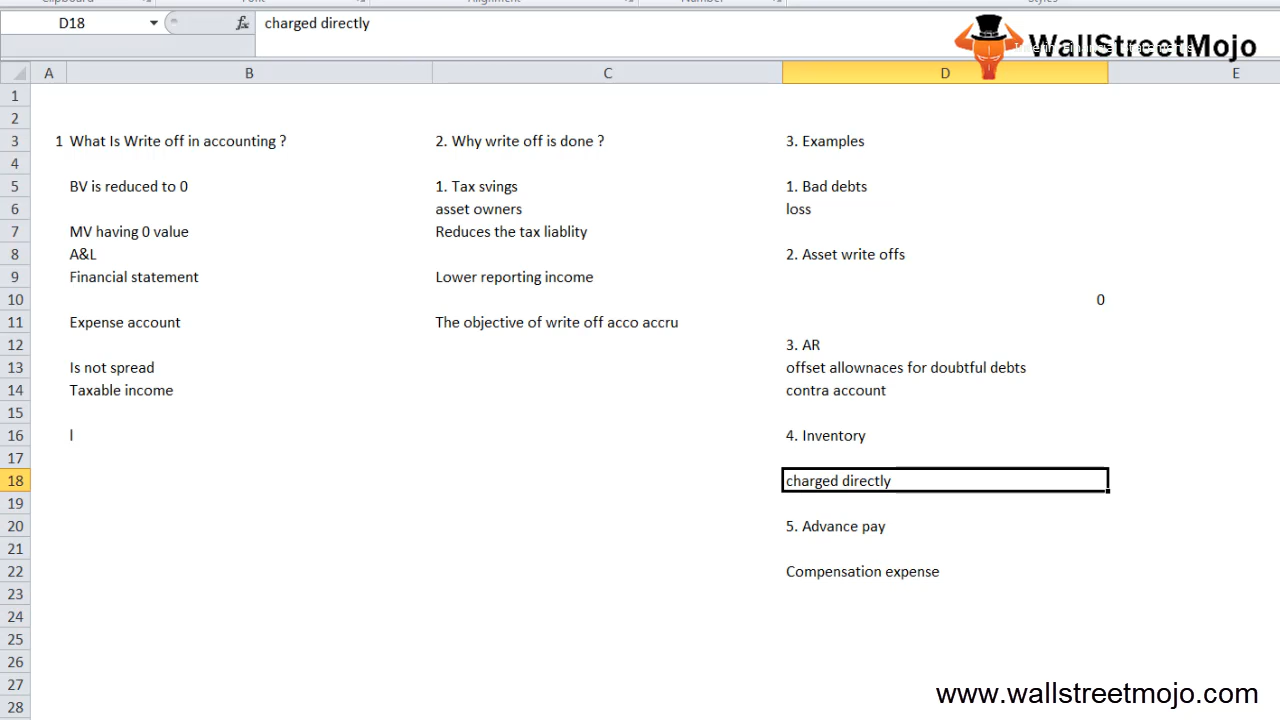 D18 fx charged directly
WallStreetMojo
A B C D E
1
2
3 1 What Is Write off in accounting ? 2. Why write off is done ? 3. Examples
4
5 BV is reduced to 0 1. Tax svings 1. Bad debts
6 asset owners loss
7 MV having 0 value Reduces the tax liablity
8 A&L 2. Asset write offs
9 Financial statement Lower reporting income
10 0
11 Expense account The objective of write off acco accru
12 3. AR
13 Is not spread offset allownaces for doubtful debts
14 Taxable income contra account
15
16 I 4. Inventory
17
18 charged directly
19
20 5. Advance pay
21
22 Compensation expense
23
24
25
26
27
28
www.wallstreetmojo.com